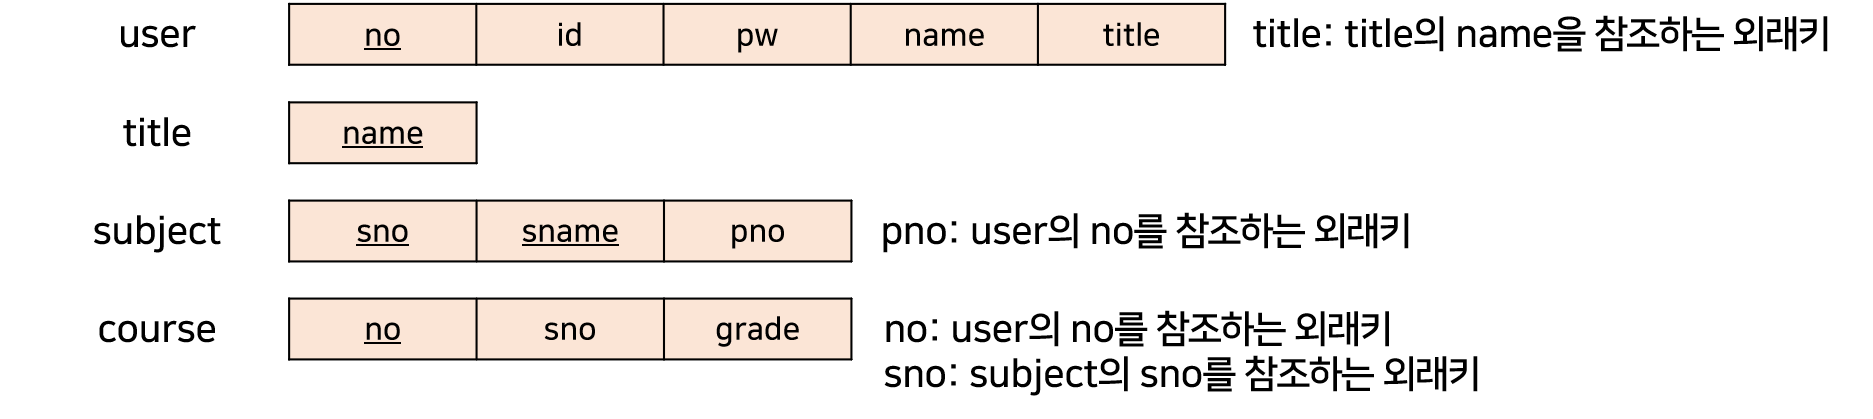 user no id pw name title title: title의 name을 참조하는 외래키
title name
subject sno sname pno pno: user의 no를 참조하는 외래키
course no sno grade no: user의 no를 참조하는 외래키
sno: subject의 sno를 참조하는 외래키